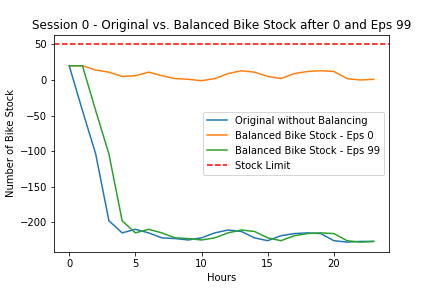 Session 0 - Original vs. Balanced Bike Stock after 0 and Eps 99
Number of Bike Stock
50
0
−50
−100
−150
−200
Original without Balancing
Balanced Bike Stock - Eps 0
Balanced Bike Stock - Eps 99
Stock Limit
0 5 10 15 20
Hours